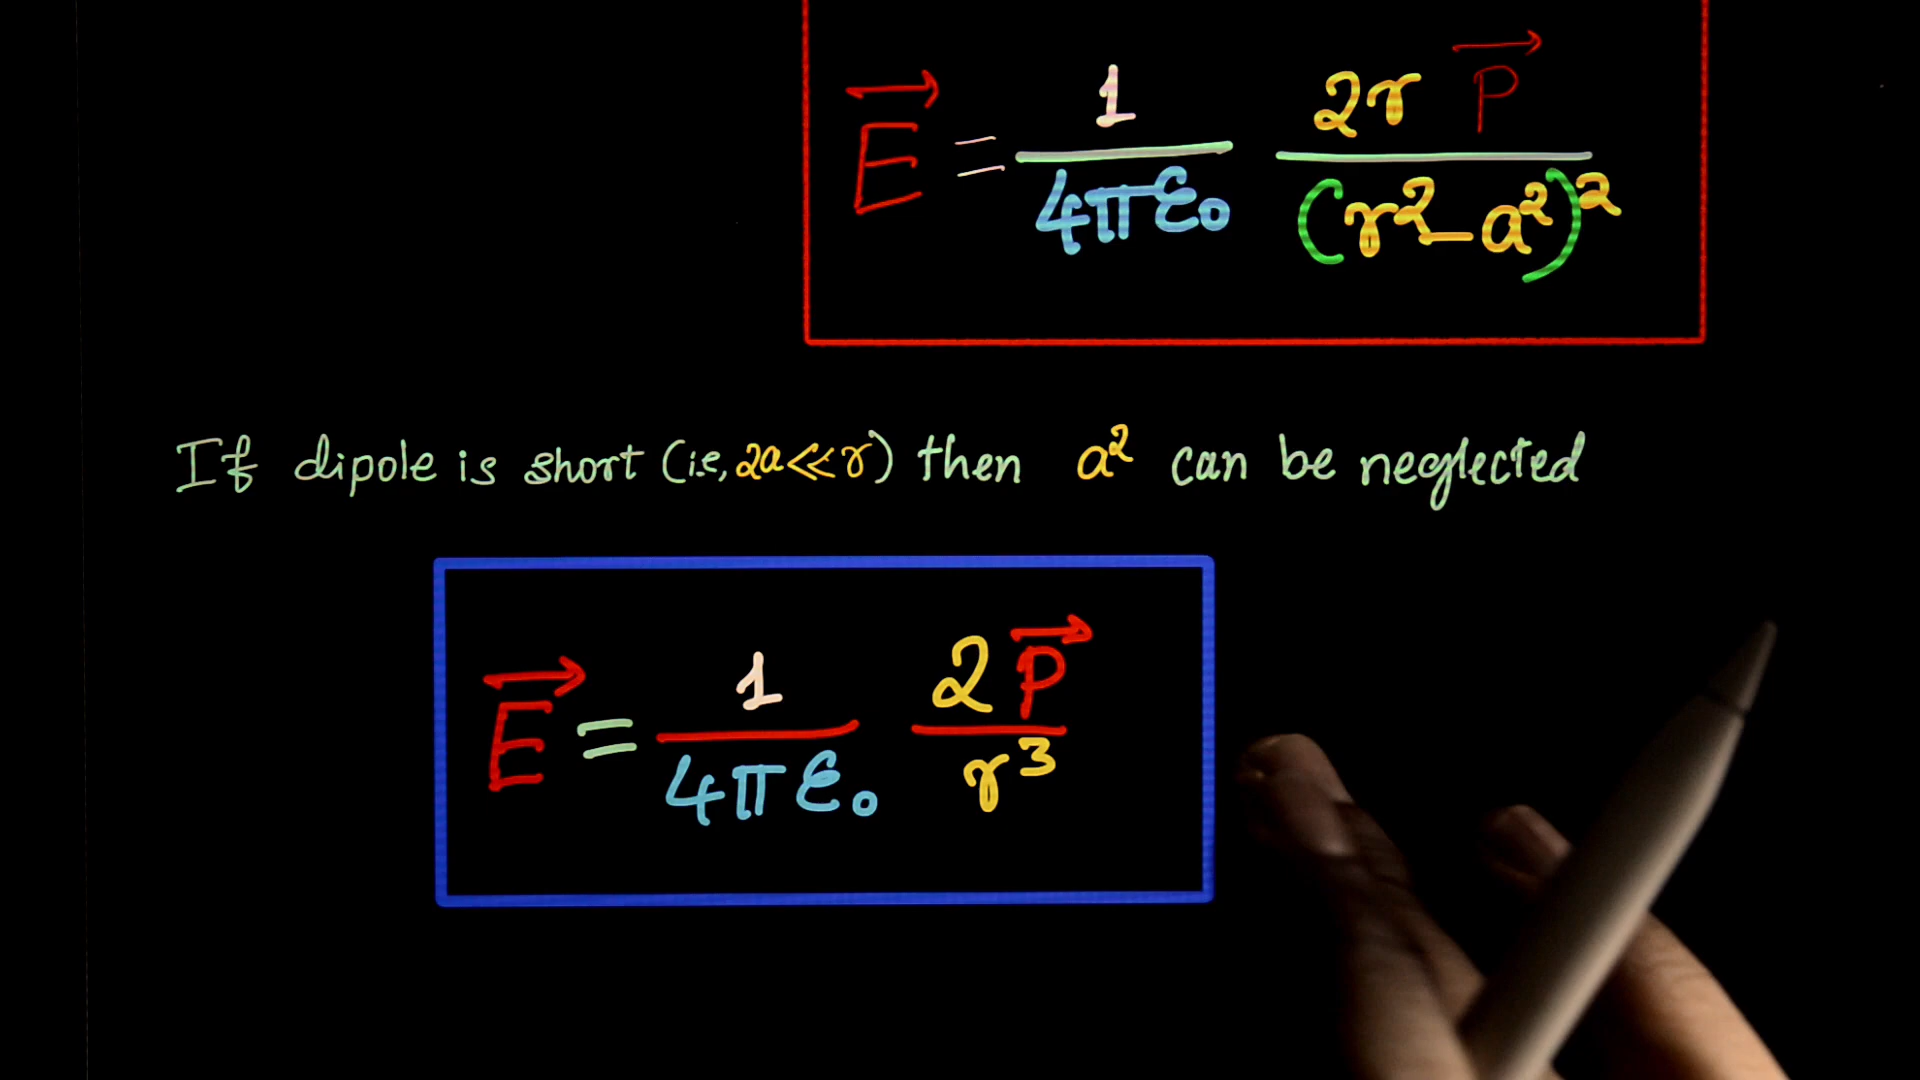 E⃗ = 1/4πε₀ 2r P⃗/(r²-a²)²
If dipole is short (i.e, 2a<<r) then a² can be neglected
E⃗ = 1/4πε₀ 2P⃗/r³